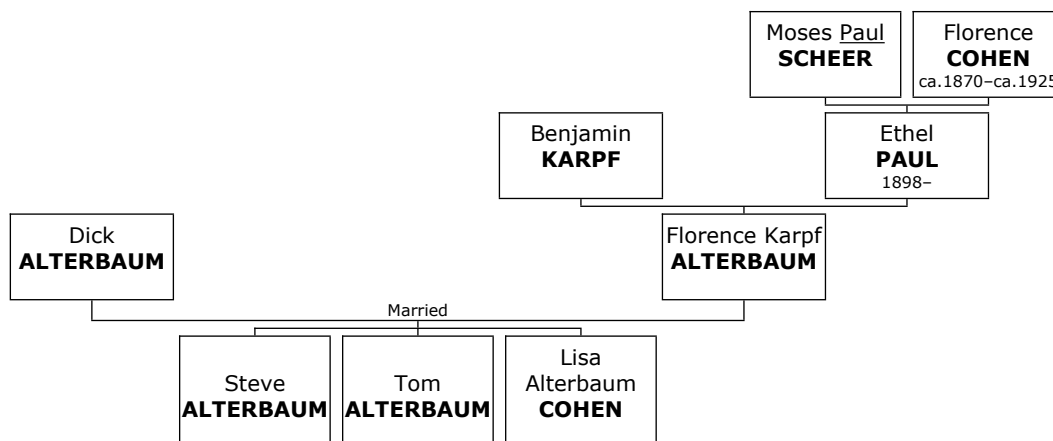 Moses Paul
SCHEER
Florence
COHEN
ca.1870–ca.1925
Benjamin
KARPF
Ethel
PAUL
1898–
Dick
ALTERBAUM
Florence Karpf
ALTERBAUM
Married
Steve
ALTERBAUM
Tom
ALTERBAUM
Lisa
Alterbaum
COHEN